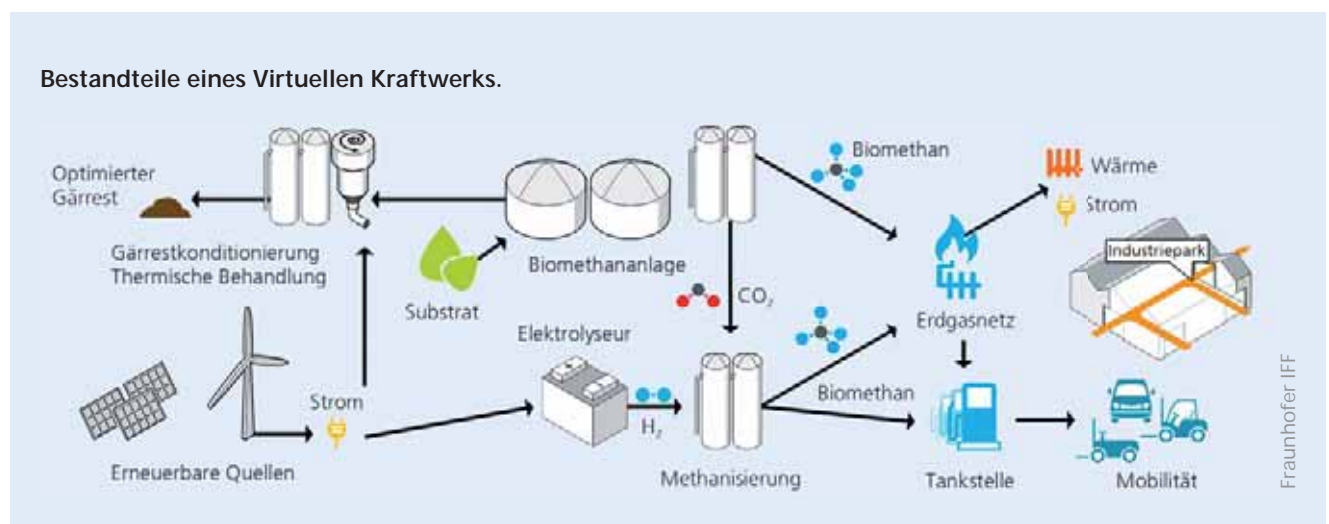 Bestandteile eines Virtuellen Kraftwerks.
Optimierter
Gärrest
Gärrestkonditionierung
Thermische Behandlung
Substrat
Biomethananlage
Biomethan
CO₂
Wärme
Strom
Industriepark
Erdgasnetz
Elektrolyseur
H₂
Strom
Erneuerbare Quellen
Methanisierung
Biomethan
Tankstelle
Mobilität
Fraunhofer IFF